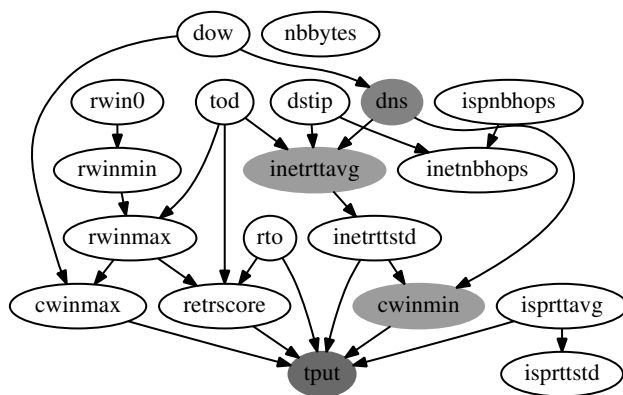 dow nbbytes
rwin0 tod dstip dns ispnbhops
rwinmin inetrttavg inetnbhops
rwinmax rto inetrttstd
cwinmax retrscore cwinmin isprttavg
tput isprttstd